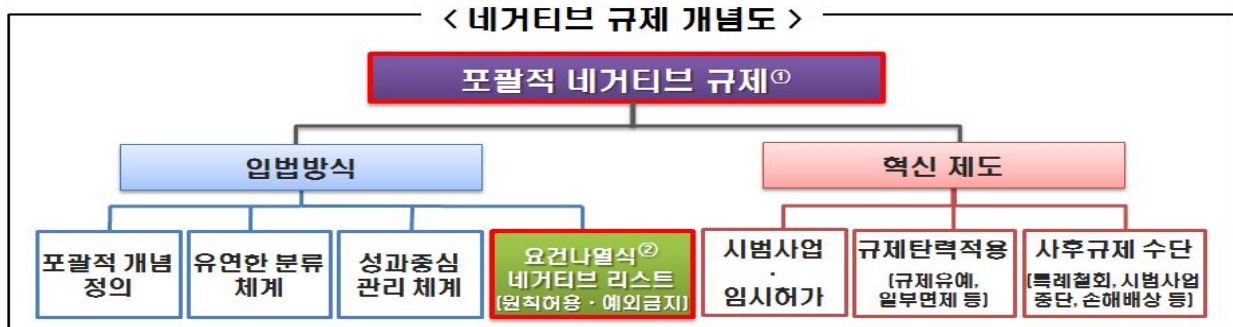 < 네거티브 규제 개념도 >
포괄적 네거티브 규제①
입법방식
혁신 제도
포괄적 개념
정의
유연한 분류
체계
성과중심
관리 체계
요건나열식②
네거티브 리스트
(원칙허용 · 예외금지)
시범사업
·
임시허가
규제탄력적용
(규제유예,
일부면제 등)
사후규제 수단
(특례철회, 시범사업
중단, 손해배상 등)